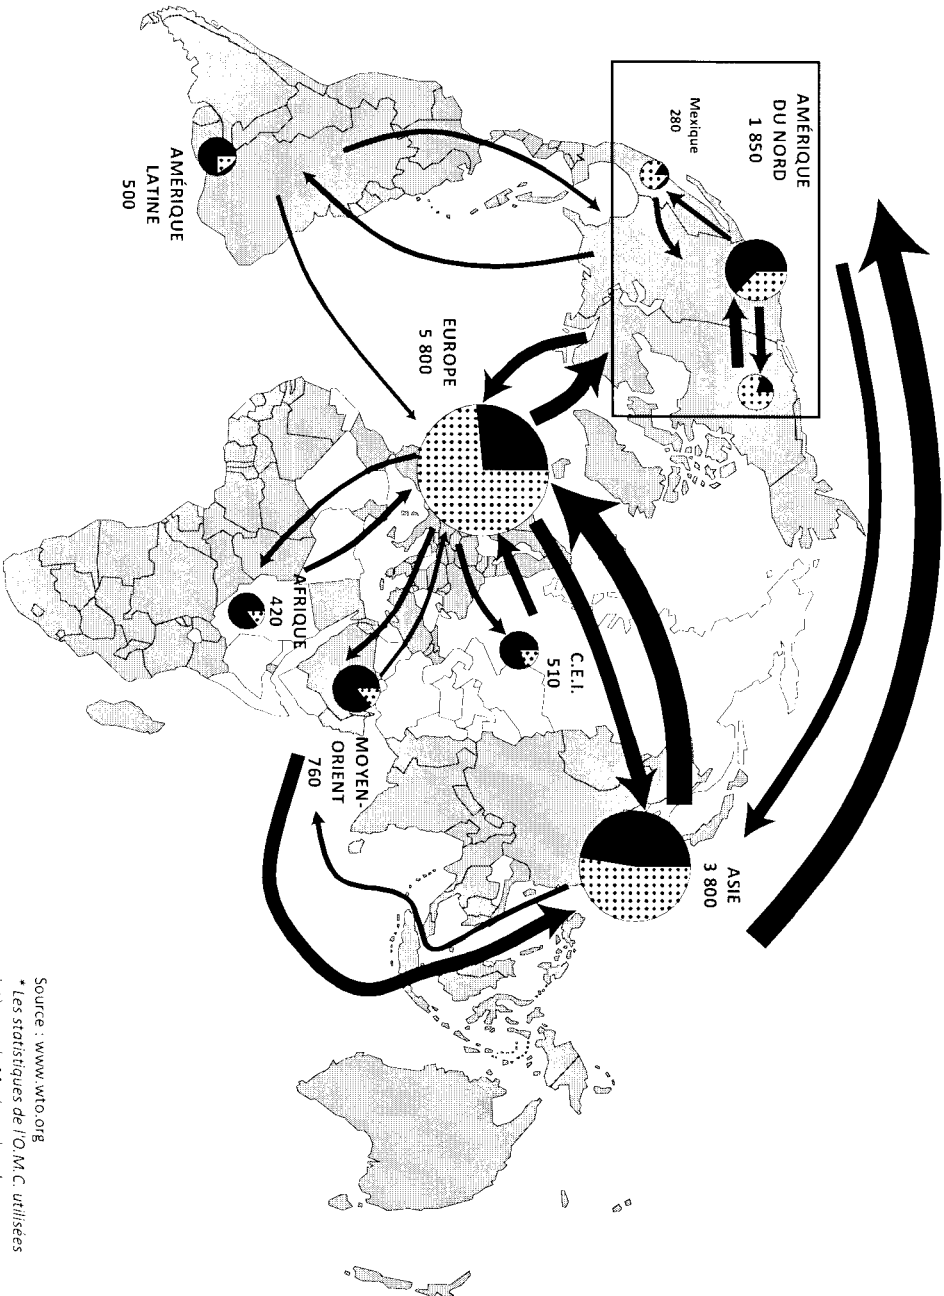 AMÉRIQUE
DU NORD
1 850
Mexique
280
AMÉRIQUE
LATINE
500
EUROPE
5 800
AFRIQUE
420
C.E.I.
510
MOYEN-
ORIENT
760
ASIE
3 800
Source : www.wto.org
* Les statistiques de l'O.M.C. utilisées